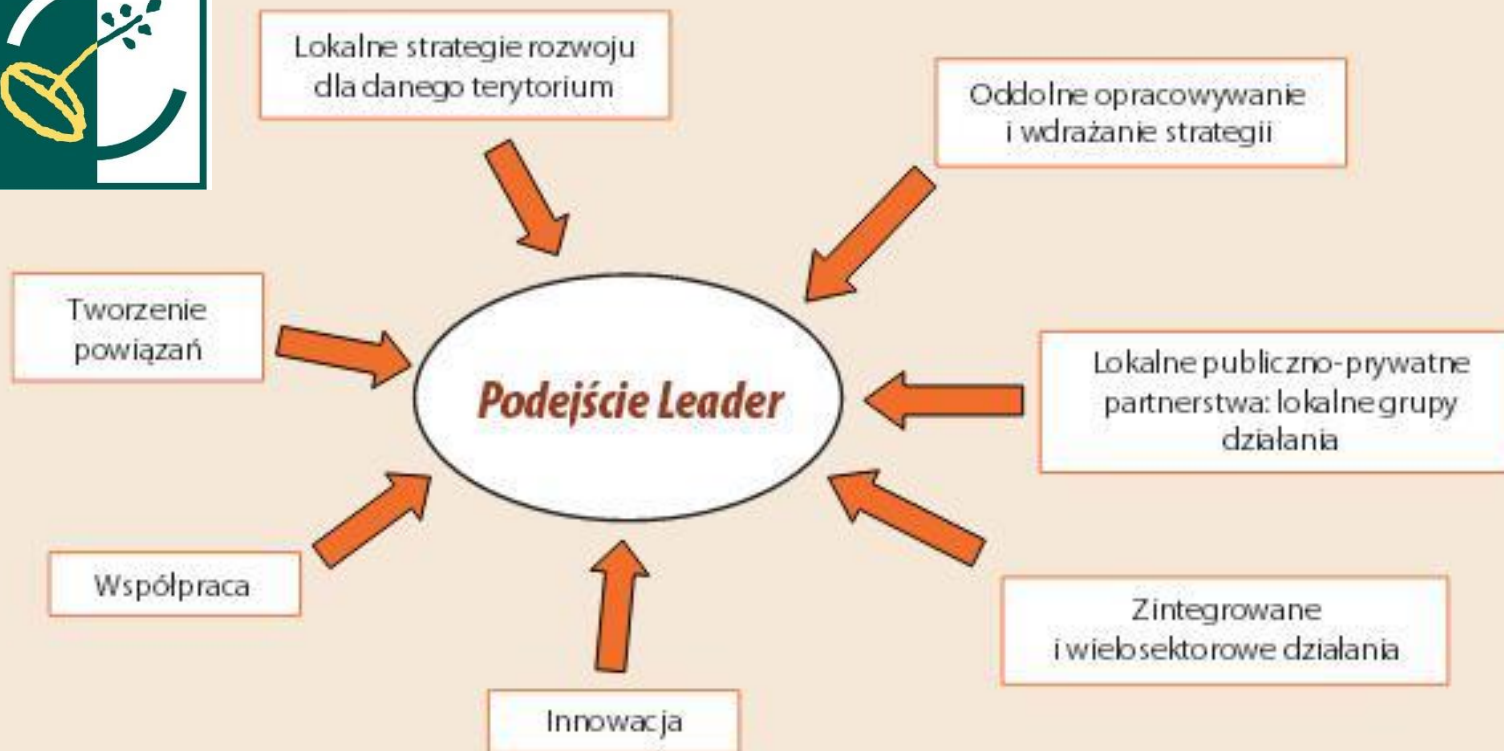 Lokalne strategie rozwoju
dla danego terytorium
Oddolne opracowywanie
i wdrażanie strategii
Tworzenie
powiązań
Podejście Leader
Lokalne publiczno-prywatne
partnerstwa: lokalne grupy
działania
Współpraca
Zintegrowane
i wielosektorowe działania
Innowacja